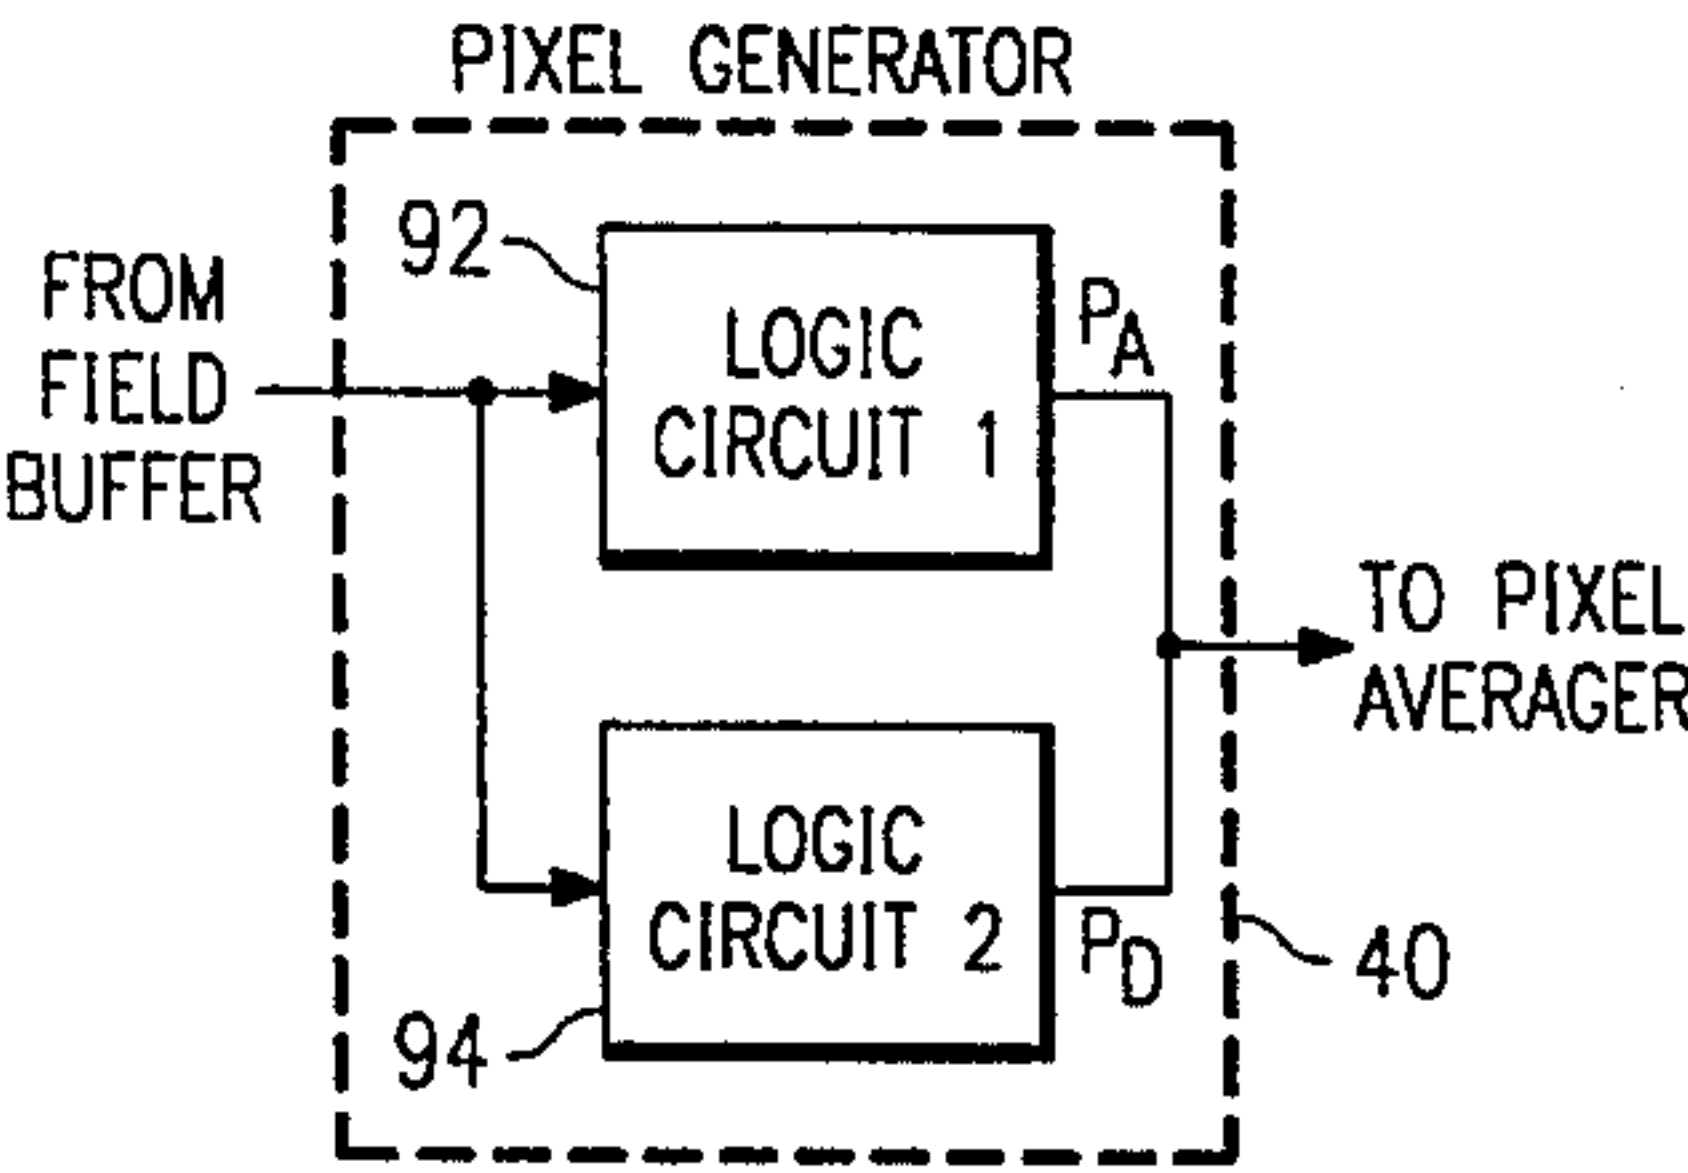 PIXEL GENERATOR
92
FROM
FIELD
BUFFER
LOGIC
CIRCUIT 1
PA
TO PIXEL
AVERAGER
LOGIC
CIRCUIT 2
PD
40
94